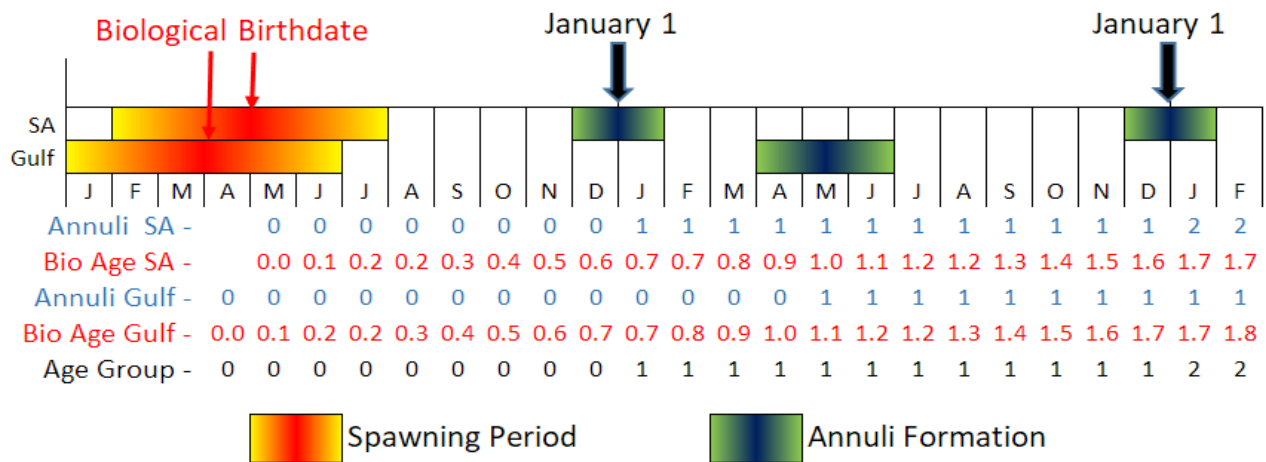 Biological Birthdate
January 1
January 1
SA
Gulf
J F M A M J J A S O N D J F M A M J J A S O N D J F
Annuli SA - 0 0 0 0 0 0 0 0 1 1 1 1 1 1 1 1 1 1 1 1 2 2
Bio Age SA - 0.0 0.1 0.2 0.2 0.3 0.4 0.5 0.6 0.7 0.7 0.8 0.9 1.0 1.1 1.2 1.2 1.3 1.4 1.5 1.6 1.7 1.7
Annuli Gulf - 0 0 0 0 0 0 0 0 0 0 0 0 0 1 1 1 1 1 1 1 1 1 1
Bio Age Gulf - 0.0 0.1 0.2 0.2 0.3 0.4 0.5 0.6 0.7 0.7 0.8 0.9 1.0 1.1 1.2 1.2 1.3 1.4 1.5 1.6 1.7 1.7 1.8
Age Group - 0 0 0 0 0 0 0 0 0 1 1 1 1 1 1 1 1 1 1 1 1 2 2
Spawning Period
Annuli Formation